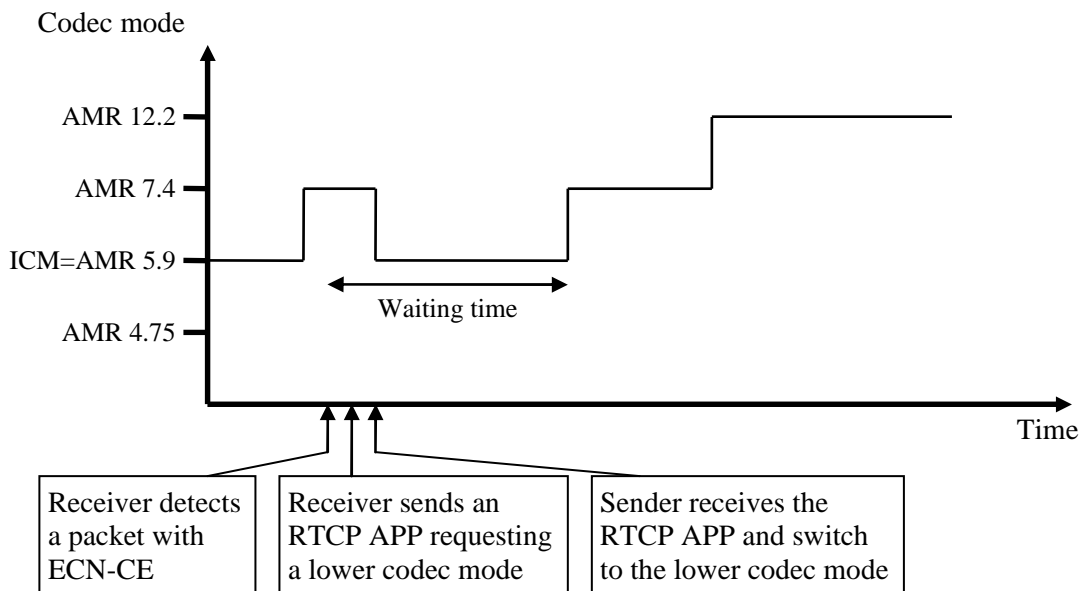 Codec mode
AMR 12.2
AMR 7.4
ICM=AMR 5.9
AMR 4.75
Waiting time
Time
Receiver detects
a packet with
ECN-CE
Receiver sends an
RTCP APP requesting
a lower codec mode
Sender receives the
RTCP APP and switch
to the lower codec mode